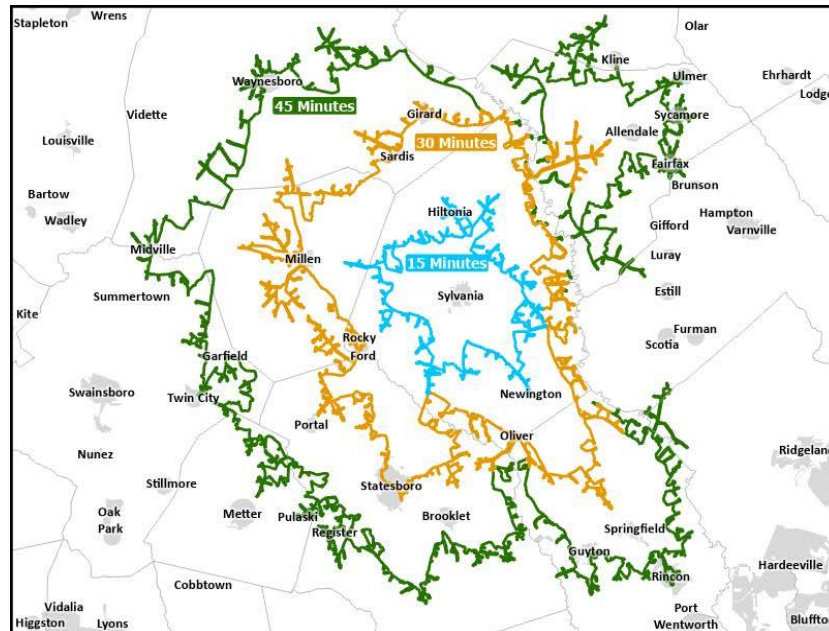 Wrens
Stapleton
Olar
Kline
Waynesboro
Ulmer
Ehrhardt
Lodge
45 Minutes
Girard
Sycamore
Vidette
Allendale
30 Minutes
Louisville
Sardis
Fairfax
Brunson
Bartow
Hiltonia
Hampton
Wadley
Gifford
Varnville
Midville
Millen
15 Minutes
Luray
Summertown
Sylvania
Estill
Kite
Rocky
Ford
Furman
Scotia
Garfield
Swainsboro
Twin City
Newington
Portal
Oliver
Nunez
Ridgeland
Statesboro
Stillmore
Oak
Park
Metter
Pulaski
Brooklet
Register
Springfield
Guyton
Hardeeville
Rincon
Cobbtown
Vidalia
Higgston
Lyons
Port
Wentworth
Bluffto